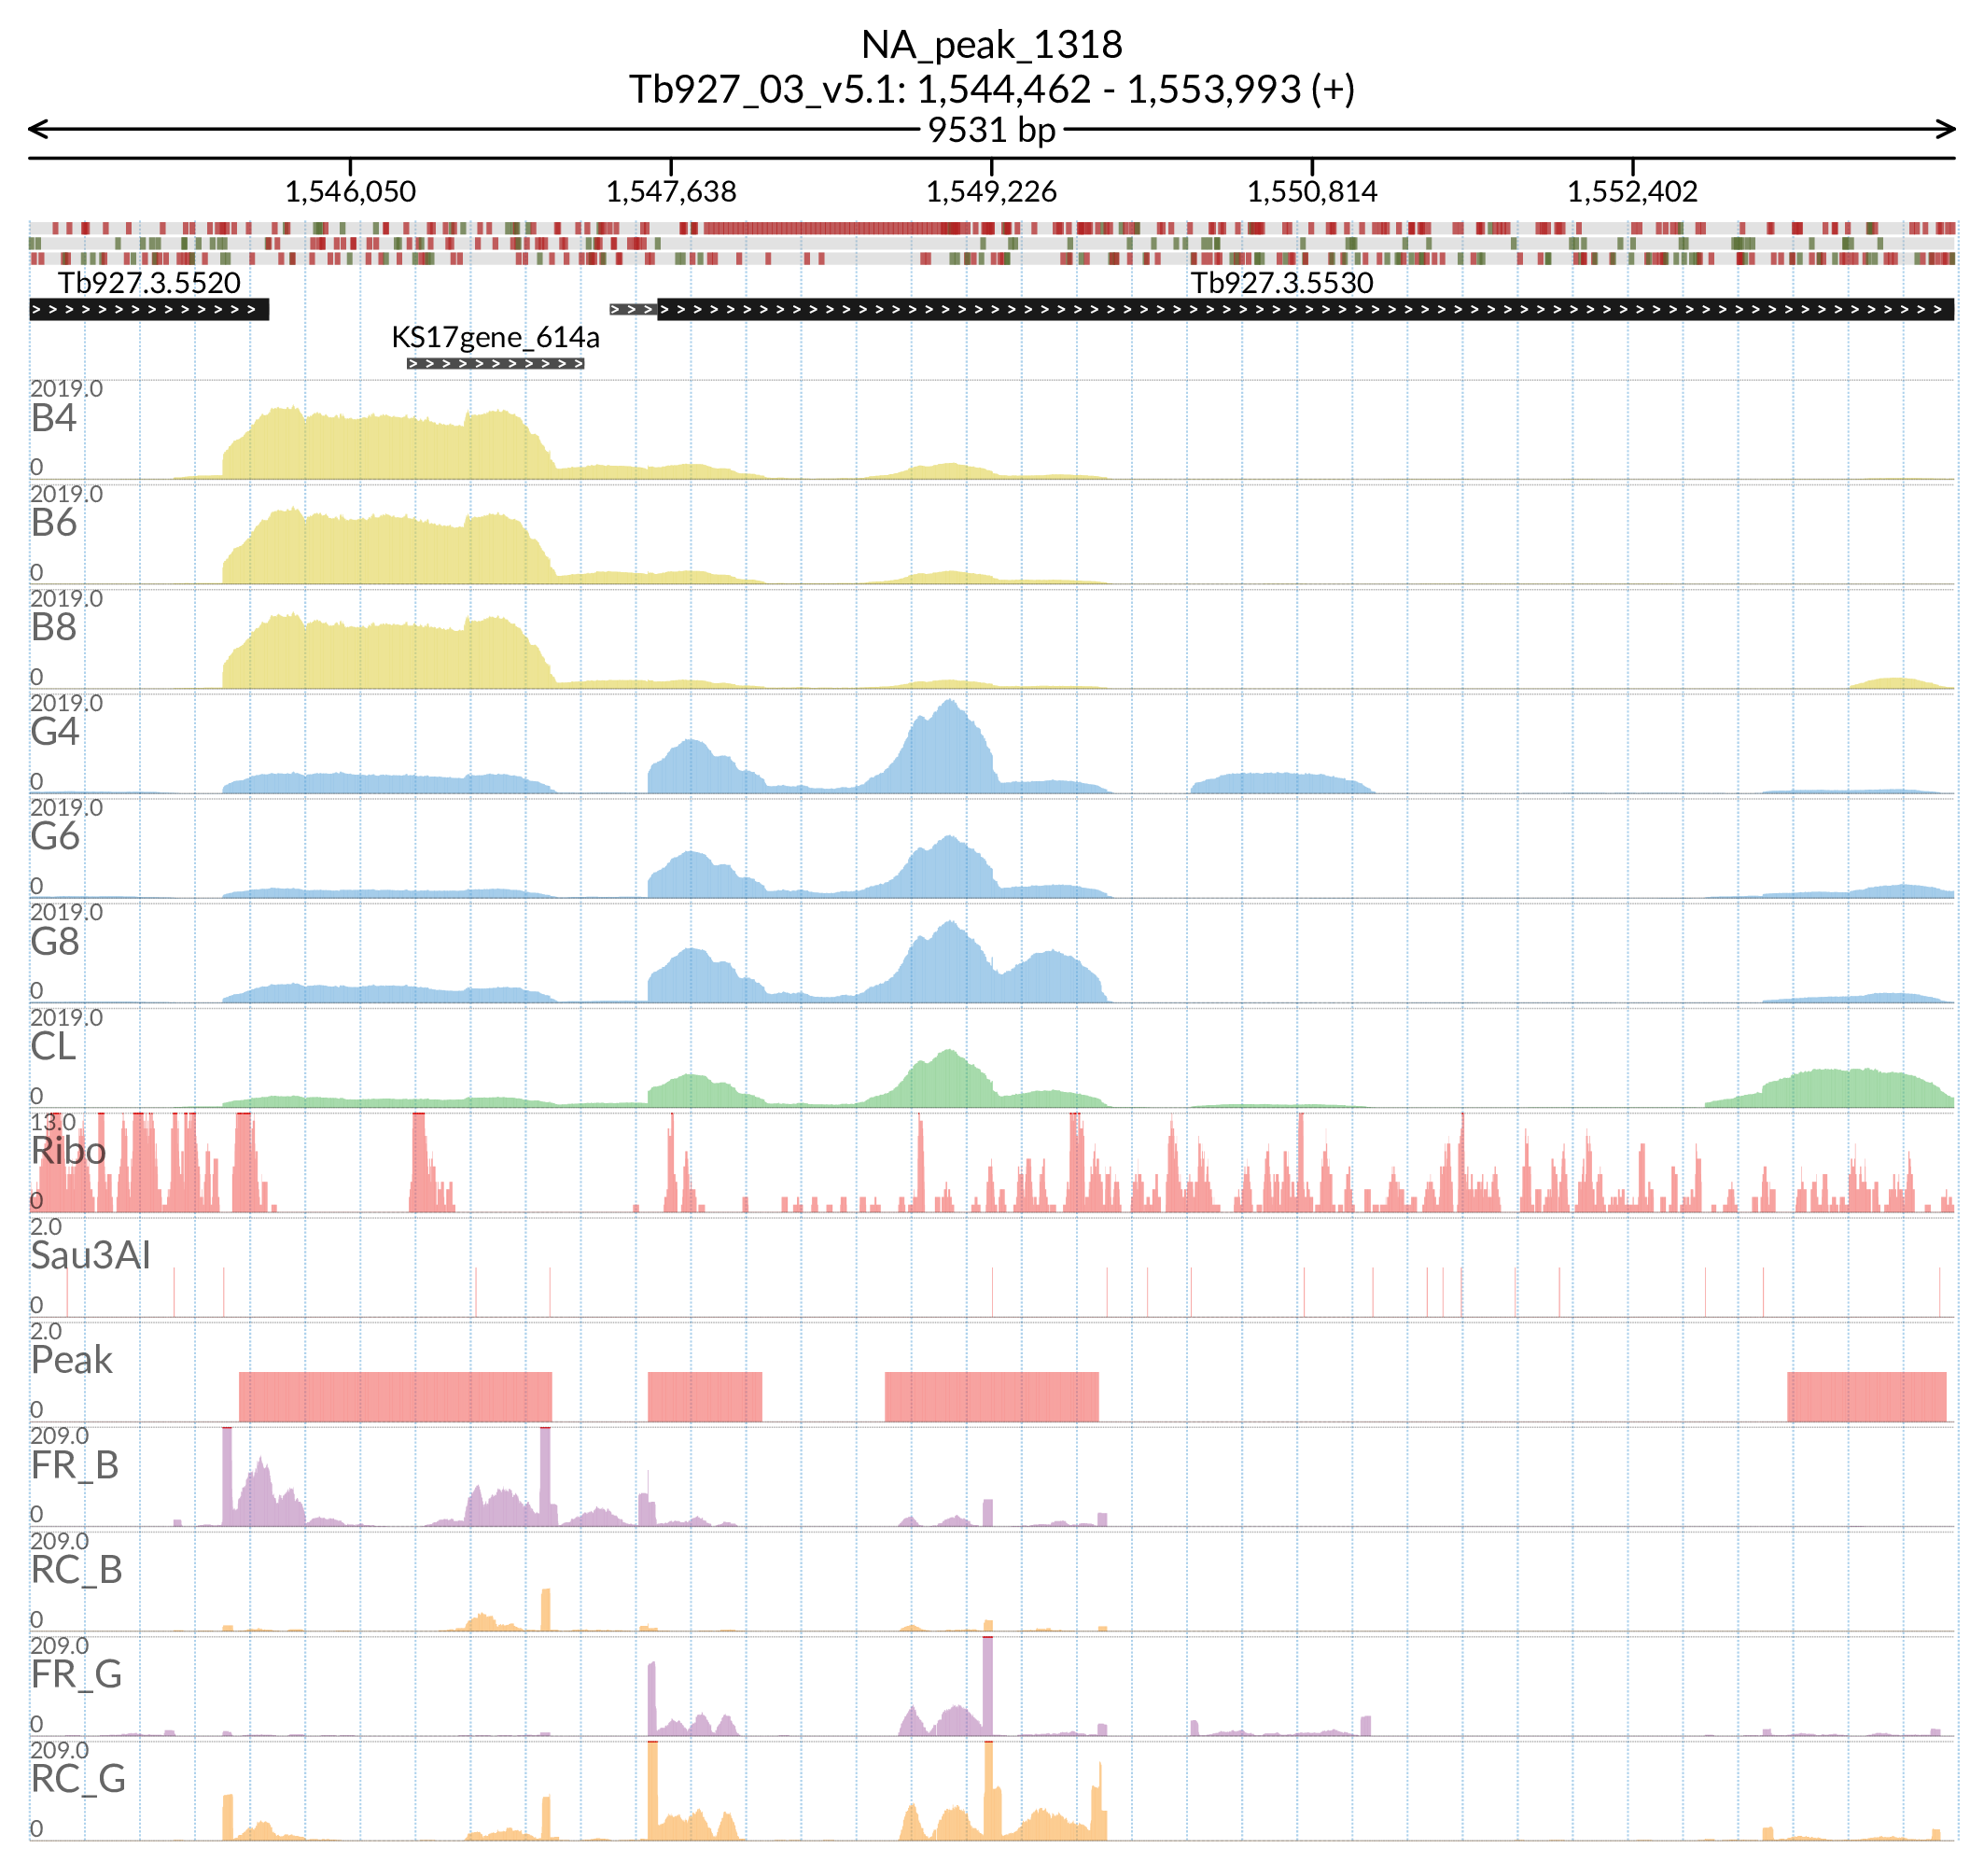 NA_peak_1318
Tb927_03_v5.1: 1,544,462 - 1,553,993 (+)
9531 bp
1,546,050 1,547,638 1,549,226 1,550,814 1,552,402
Tb927.3.5520 Tb927.3.5530
KS17gene_614a
2019.0
B4
0
2019.0
B6
0
2019.0
B8
0
2019.0
G4
0
2019.0
G6
0
2019.0
G8
0
2019.0
CL
0
13.0
Ribo
0
2.0
Sau3AI
0
2.0
Peak
0
209.0
FR_B
0
209.0
RC_B
0
209.0
FR_G
0
209.0
RC_G
0